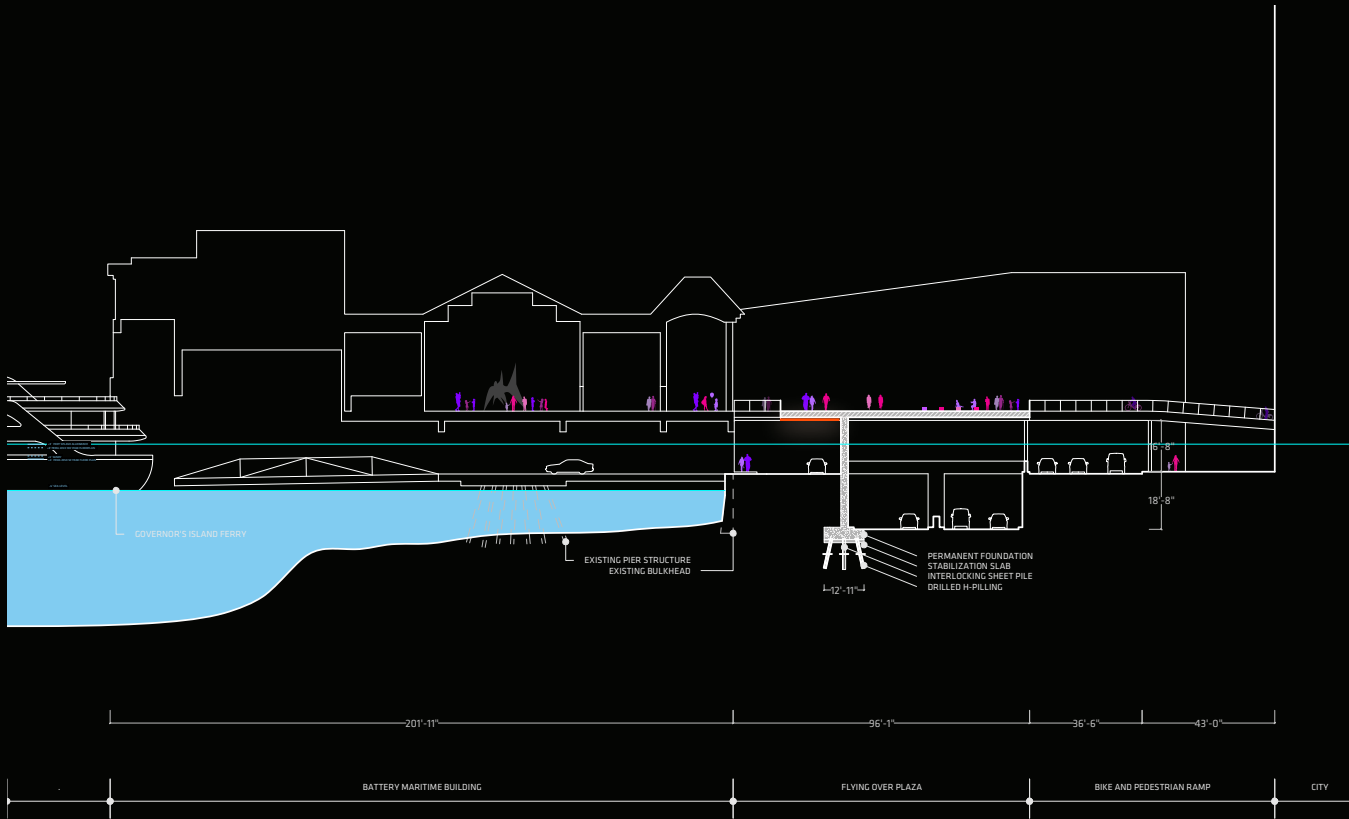 6'-8"
18'-8"
GOVERNOR'S ISLAND FERRY
EXISTING PIER STRUCTURE
EXISTING BULKHEAD
PERMANENT FOUNDATION
STABILIZATION SLAB
INTERLOCKING SHEET PILE
DRILLED H-PILLING
12'-11"
201'-11"
96'-1"
36'-6"
43'-0"
BATTERY MARITIME BUILDING
FLYING OVER PLAZA
BIKE AND PEDESTRIAN RAMP
CITY